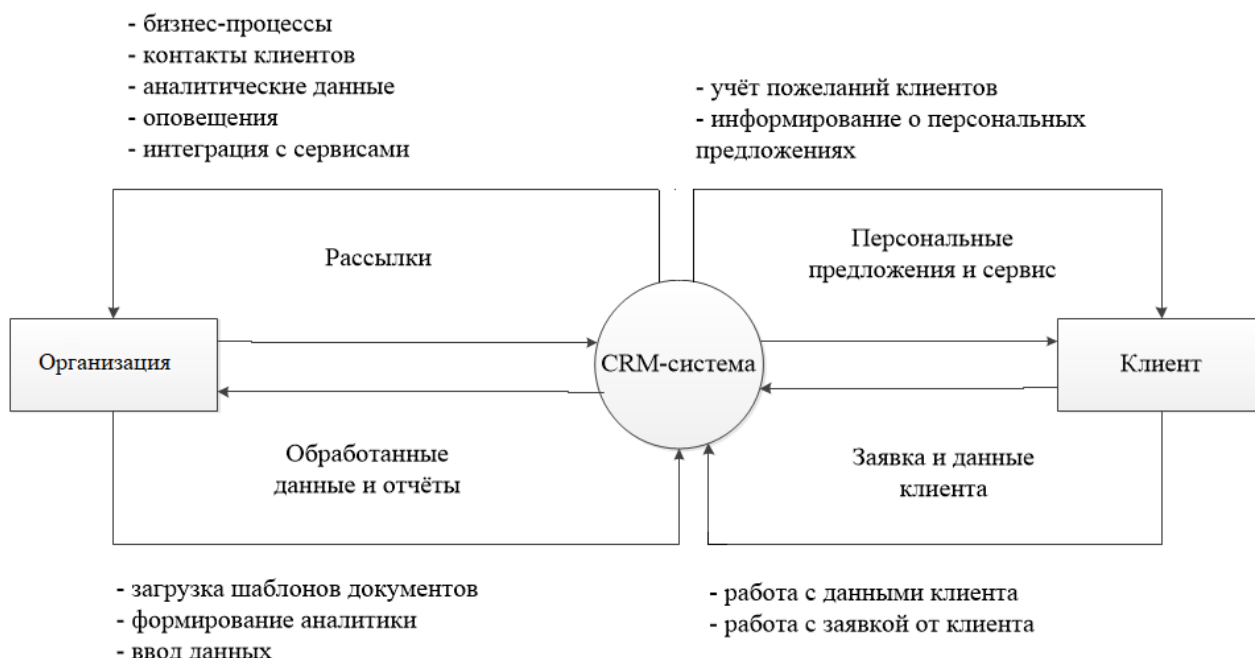 - бизнес-процессы
- контакты клиентов
- аналитические данные
- оповещения
- интеграция с сервисами
- учёт пожеланий клиентов
- информирование о персональных
предложениях
Рассылки
Персональные
предложения и сервис
Организация
CRM-система
Клиент
Обработанные
данные и отчёты
Заявка и данные
клиента
- загрузка шаблонов документов
- формирование аналитики
- ввод данных
- работа с данными клиента
- работа с заявкой от клиента